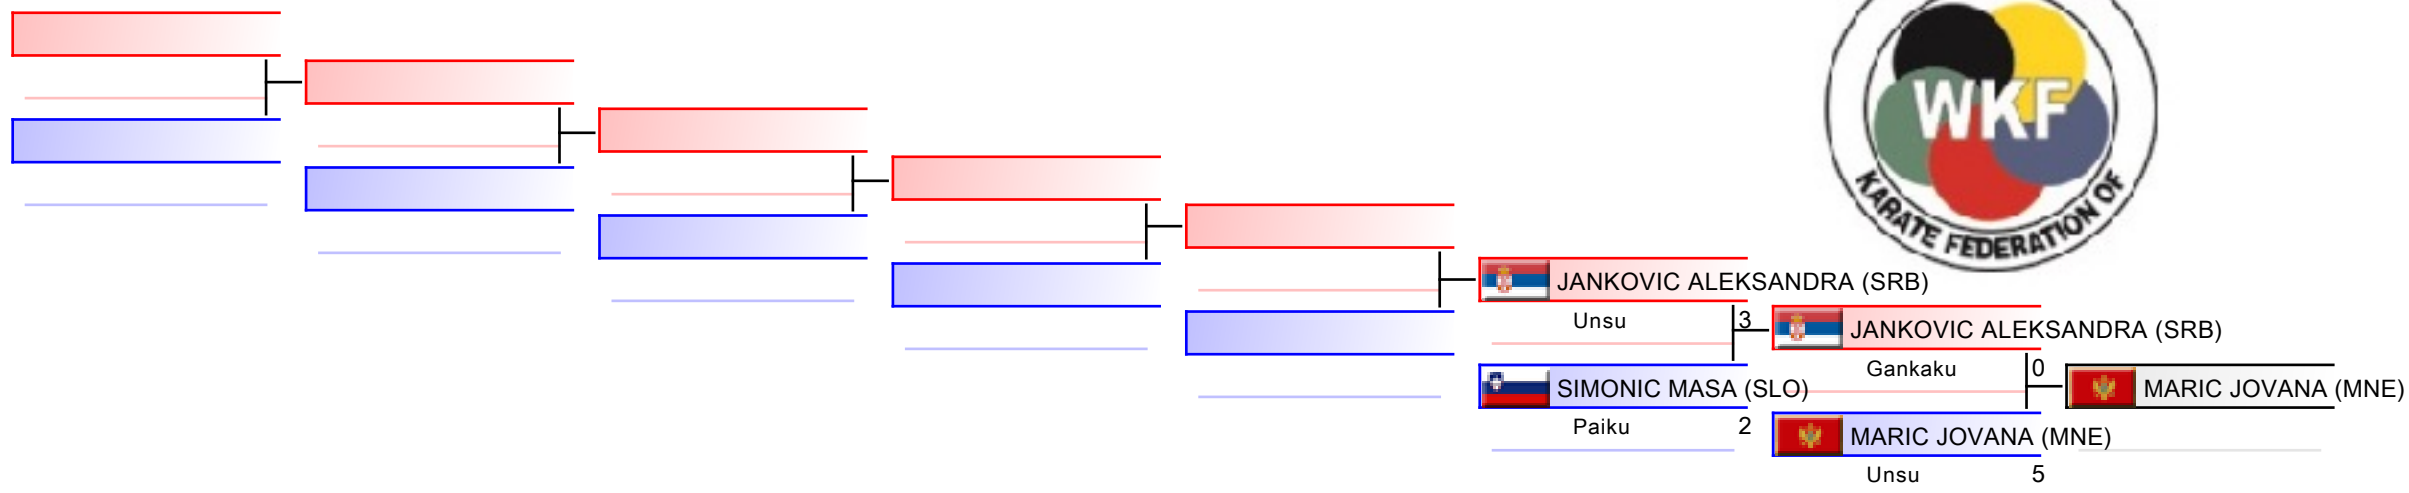 WKF
KARATE FEDERATION OF
JANKOVIC ALEKSANDRA (SRB)
Unsu 3
SIMONIC MASA (SLO)
Paiku 2
JANKOVIC ALEKSANDRA (SRB)
Gankaku 0
MARIC JOVANA (MNE)
Unsu 5
MARIC JOVANA (MNE)